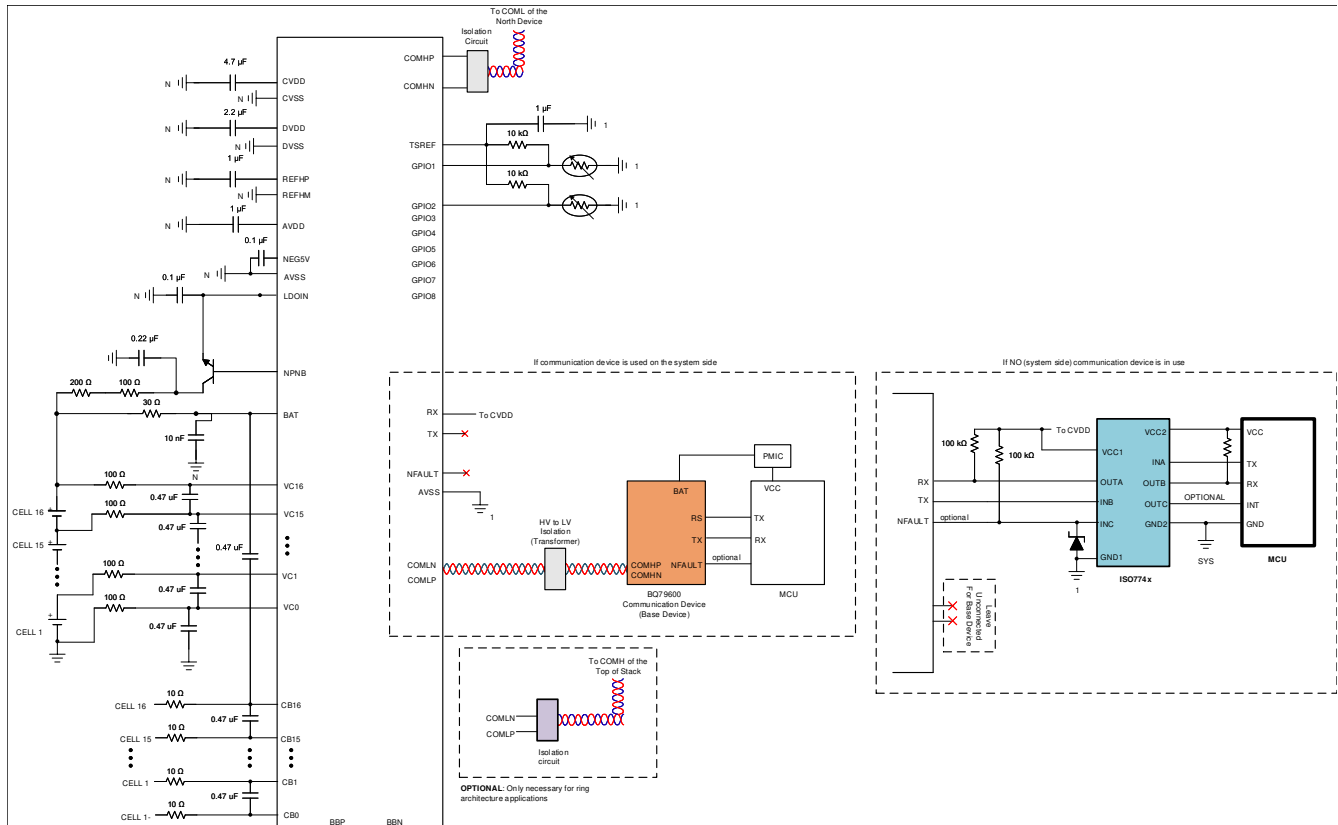 To COML of the
North Device
Isolation
Circuit
COMHP
COMHN
4.7 µF
N
CVDD
N
CVSS
2.2 µF
N
DVDD
N
DVSS
1 µF
N
REFHP
N
REFHM
1 µF
N
AVDD
0.1 µF
NEG5V
N
AVSS
0.1 µF
N
LDOIN
1 µF
1
TSREF
10 kΩ
GPIO1
1
10 kΩ
GPIO2
1
GPIO3
GPIO4
GPIO5
GPIO6
GPIO7
GPIO8
0.22 µF
NPNB
200 Ω
100 Ω
30 Ω
BAT
10 nF
N
100 Ω
VC16
0.47 uF
100 Ω
VC15
CELL 16
+
0.47 uF
CELL 15
+
0.47 uF
100 Ω
VC1
0.47 uF
100 Ω
VC0
+
CELL 1
0.47 uF
10 Ω
CELL 16
CB16
0.47 uF
10 Ω
CELL 15
CB15
10 Ω
CELL 1
CB1
0.47 uF
10 Ω
CELL 1-
CB0
BBP
BBN
If communication device is used on the system side
RX
To CVDD
TX
NFAULT
AVSS
1
HV to LV
Isolation
(Transformer)
COMLN
COMLP
PMIC
BAT
VCC
RS
TX
TX
RX
optional
COMHP
COMHN
NFAULT
BQ79600
Communication Device
(Base Device)
MCU
To COMH of the
Top of Stack
COMLN
COMLP
Isolation
circuit
OPTIONAL: Only necessary for ring
architecture applications
If NO (system side) communication device is in use
To CVDD
100 kΩ
100 kΩ
VCC1
VCC2
VCC
RX
OUTA
INA
TX
TX
INB
OUTB
RX
NFAULT
optional
INC
OUTC
OPTIONAL
INT
GND1
GND2
GND
1
SYS
ISO774x
MCU
Leave
Unconnected
For Base Device